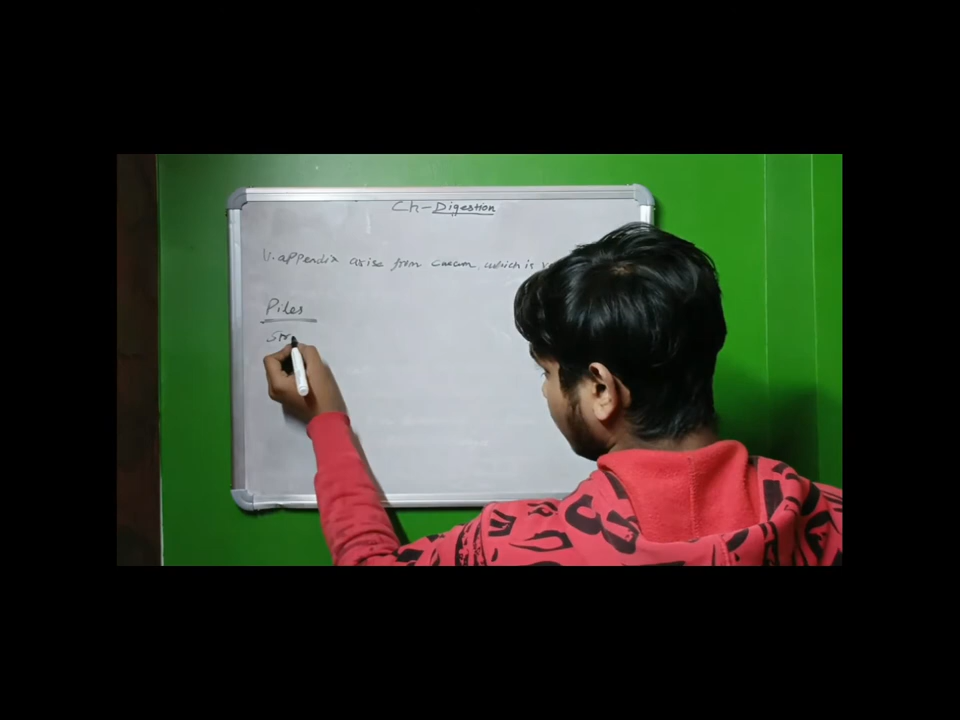 Ch-Digestion
V. appendix arise from caecum, which is
Piles